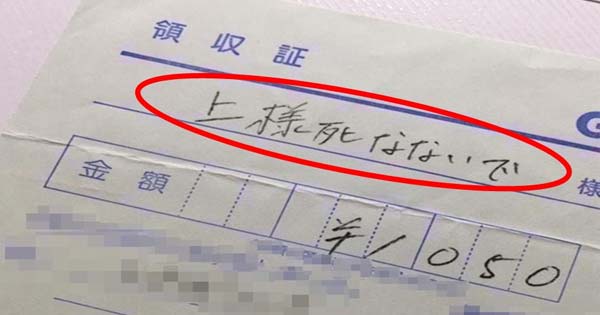 領収証
上様死なないで
様
金額 ¥1050
G